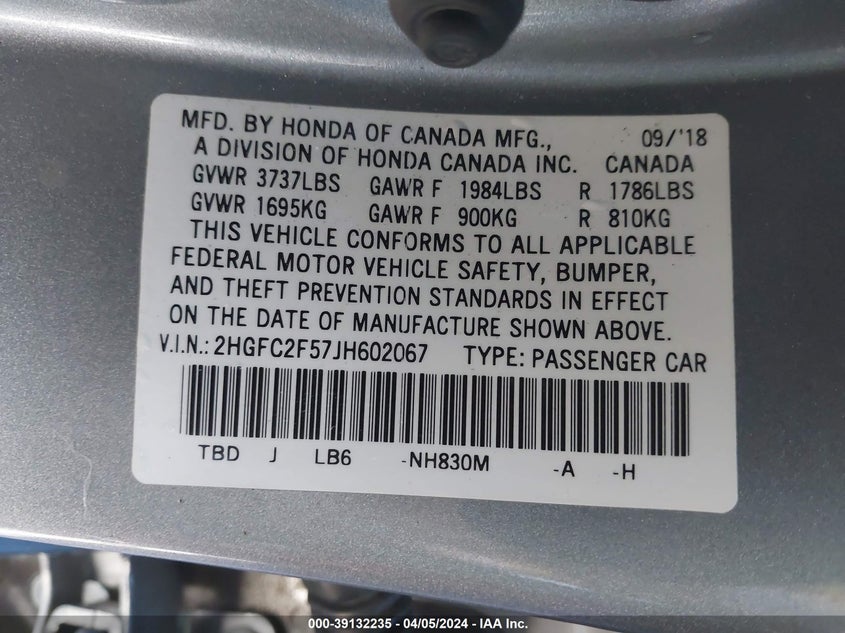 MFD. BY HONDA OF CANADA MFG., 09/'18
A DIVISION OF HONDA CANADA INC. CANADA
GVWR 3737LBS GAWR F 1984LBS R 1786LBS
GVWR 1695KG GAWR F 900KG R 810KG
THIS VEHICLE CONFORMS TO ALL APPLICABLE
FEDERAL MOTOR VEHICLE SAFETY, BUMPER,
AND THEFT PREVENTION STANDARDS IN EFFECT
ON THE DATE OF MANUFACTURE SHOWN ABOVE.
V.I.N.: 2HGFC2F57JH602067 TYPE: PASSENGER CAR
TBD J LB6 -NH830M -A -H
000-39132235 - 04/05/2024 - IAA Inc.